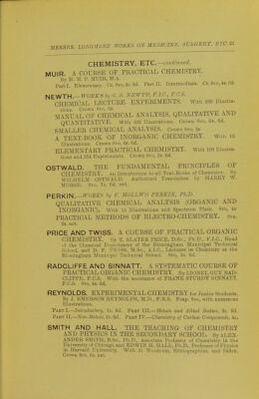 MESSRS. LONGMANS' WORKS ON MEDICINE, SURGERY, ETC.
CHEMISTRY, ETC.—continued.
MUIR. A COURSE OF PRACTICAL CHEMISTRY.
By M. M. P. MUIR, M.A.
Part I. Elementary. Cr. 8vo, Part II. Intermediate. Cr. 8vo, 4s. 6d.
NEWTH.—WORKS by G. S. NEWTH, F.I.C., F.C.S.
CHEMICAL LECTURE EXPERIMENTS. With Illustrations. Crown 8vo, 6s.
MANUAL OF CHEMICAL ANALYSIS, QUALITATIVE AND
QUANTITATIVE. With Illustrations. Crown 8vo, 6s. 6d.
SMALLER CHEMICAL ANALYSIS. Crown 8vo, 2s.
A TEXT-BOOK OF INORGANIC CHEMISTRY. With
Illustrations. Crown 8vo, 6s. 6d.
ELEMENTARY PRACTICAL CHEMISTRY. With 108 Illustrations
and 254 Experiments. Crown 8vo, 2s. 6d.
OSTWALD. THE FUNDAMENTAL PRINCIPLES OF
CHEMISTRY. An Introduction to all Text-Books of Chemistry. By
WILHELM OSTWALD. Authorised Translation by HARRY W.
MORSE. 8vo, 7s. 6d. net.
PERKIN.—WORKS by F. MOLLWO PERKIN, Ph.D.
QUALITATIVE CHEMICAL ANALYSIS (ORGANIC AND
INORGANIC). With Illustrations and Spectrum Plate. 8vo, 4s.
PRACTICAL METHODS OF ELECTRO-CHEMISTRY. 8vo,
6s. net.
PRICE AND TWISS. A COURSE OF PRACTICAL ORGANIC
CHEMISTRY. By T. SLATER PRICE, D.Sc., Ph.D., F.I.C., Head
of the Chemical Department of the Birmingham Municipal Technical
School, and D. F. TWISS, M.Sc., A.I.C., Lecturer in Chemistry at the
Birmingham Municipal Technical School. 8vo, 3s. 6d.
RADCLIFFE AND SINNATT. A SYSTEMATIC COURSE OF
PRACTICAL ORGANIC CHEMISTRY. By LIONEL GUY RADCLIFFE,
F.I.C. With the assistance of FRANK STURDY SINNATT,
F.C.S. 8vo, 4s. 6d.
REYNOLDS. EXPERIMENTAL CHEMISTRY for Junior Students.
By J. EMERSON REYNOLDS, M.D., F.R.S. Fcap. 8vo, with numerous
Illustrations.
Part I.—Introductory, 1s. 6d. Part III.—Metals and Allied Bodies, 3s. 6d.
Part II.—Non-Metals, 2s. 6d. Part IV.—Chemistry of Carbon Compounds, 4s.
SMITH AND HALL. THE TEACHING OF CHEMISTRY
AND PHYSICS IN THE SECONDARY SCHOOL. By ALEXANDER
SMITH, B.Sc., Ph.D., Associate Professor of Chemistry in the
University of Chicago, and EDWIN H. HALL, Ph.D., Professor of Physics
in Harvard University. With 21 Woodcuts, Bibliographies, and Index.
Crown 8vo, 6s. net.